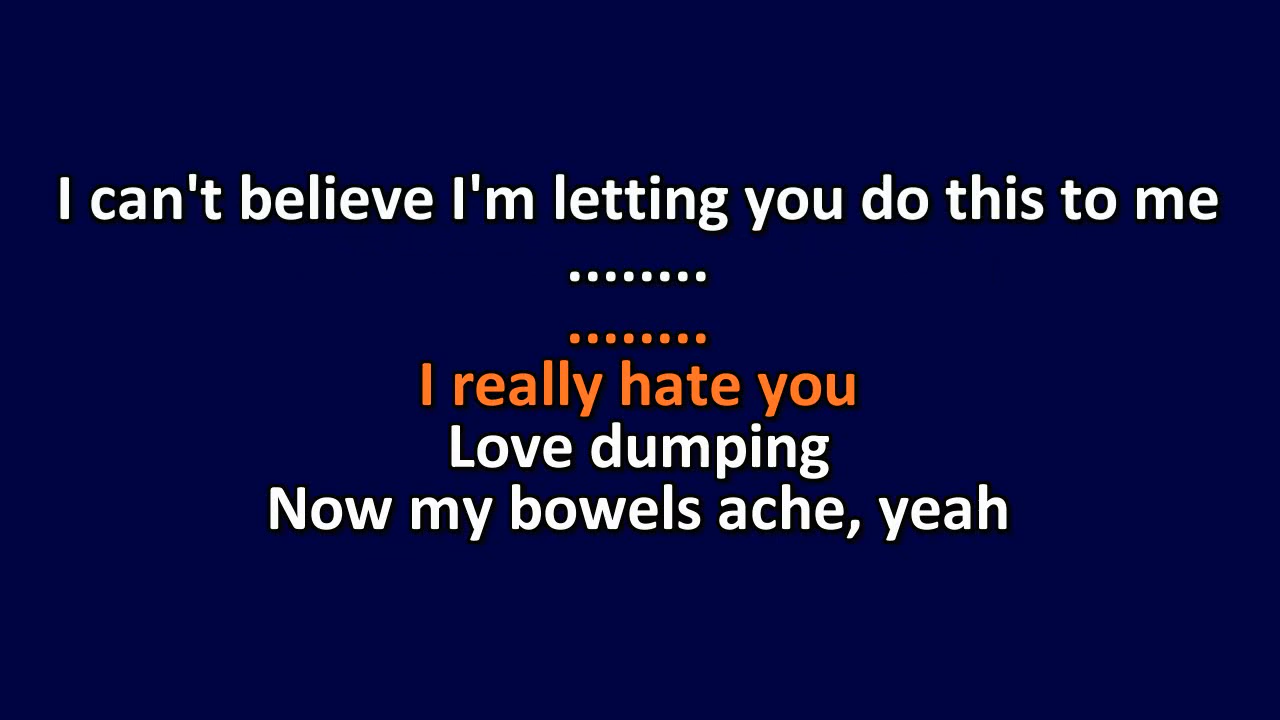 I can't believe I'm letting you do this to me
........
........
I really hate you
Love dumping
Now my bowels ache, yeah